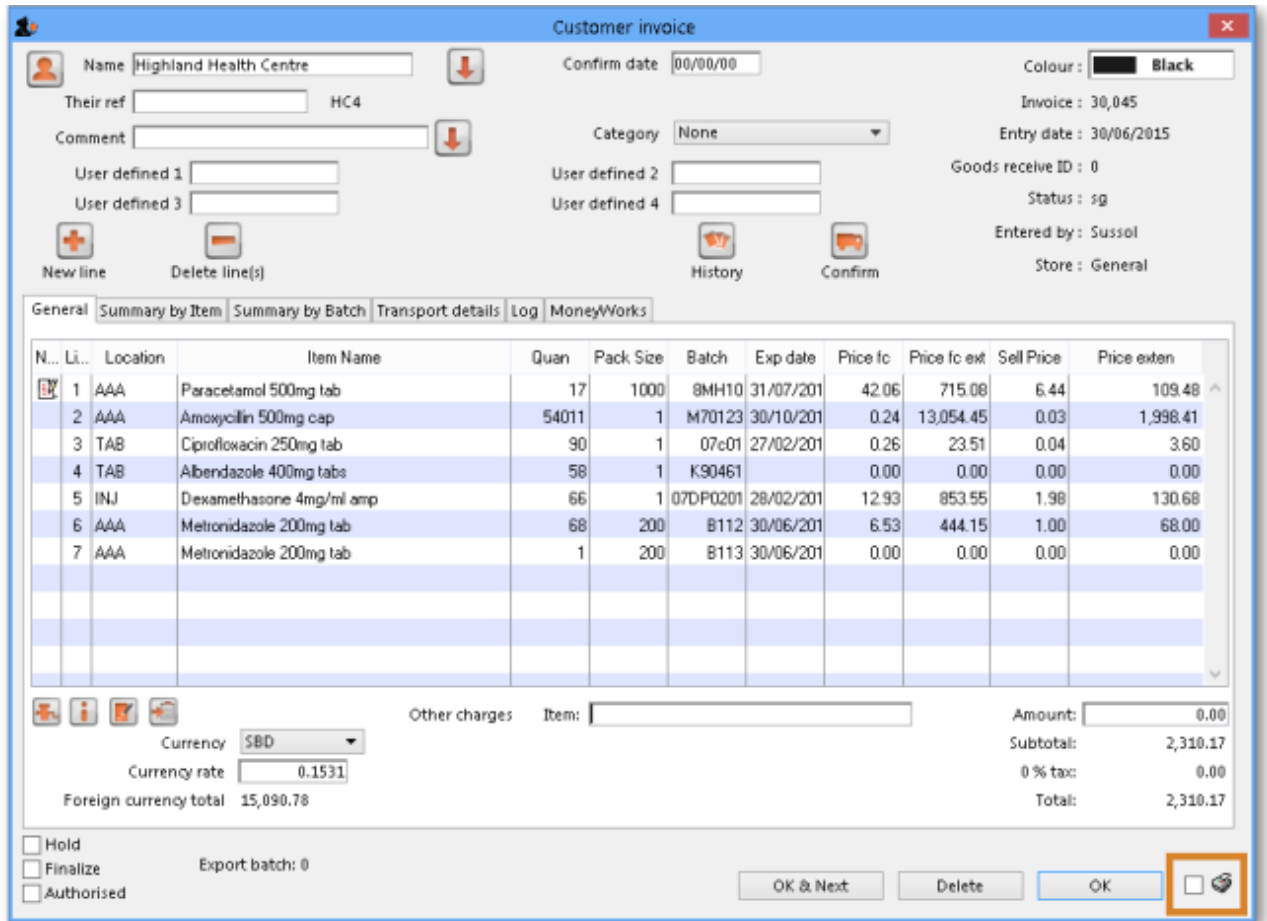 Customer invoice
Name Highland Health Centre Confirm date 00/00/00 Colour : Black
Their ref HC4 Invoice : 30,045
Comment Category None Entry date : 30/06/2015
User defined 1 User defined 2 Goods receive ID : 0
User defined 3 User defined 4 Status : sg
Entered by : Sussol
New line Delete line(s) History Confirm Store : General
General Summary by Item Summary by Batch Transport details Log MoneyWorks
N... Li... Location Item Name Quan Pack Size Batch Exp date Price fc Price fc ext Sell Price Price exten
1 AAA Paracetamol 500mg tab 17 1000 8MH10 31/07/201 42.06 715.08 6.44 109.48
2 AAA Amoxycillin 500mg cap 54011 1 M70123 30/10/201 0.24 13,054.45 0.03 1,998.41
3 TAB Ciprofloxacin 250mg tab 90 1 07c01 27/02/201 0.26 23.51 0.04 3.60
4 TAB Albendazole 400mg tabs 58 1 K90461 0.00 0.00 0.00 0.00
5 INJ Dexamethasone 4mg/ml amp 66 1 07DP0201 28/02/201 12.93 853.55 1.98 130.68
6 AAA Metronidazole 200mg tab 68 200 B112 30/06/201 6.53 444.15 1.00 68.00
7 AAA Metronidazole 200mg tab 1 200 B113 30/06/201 0.00 0.00 0.00 0.00
Other charges Item: Amount: 0.00
Currency SBD Subtotal: 2,310.17
Currency rate 0.1531 0 % tax: 0.00
Foreign currency total 15,090.78 Total: 2,310.17
Hold
Finalize Export batch: 0
Authorised OK & Next Delete OK